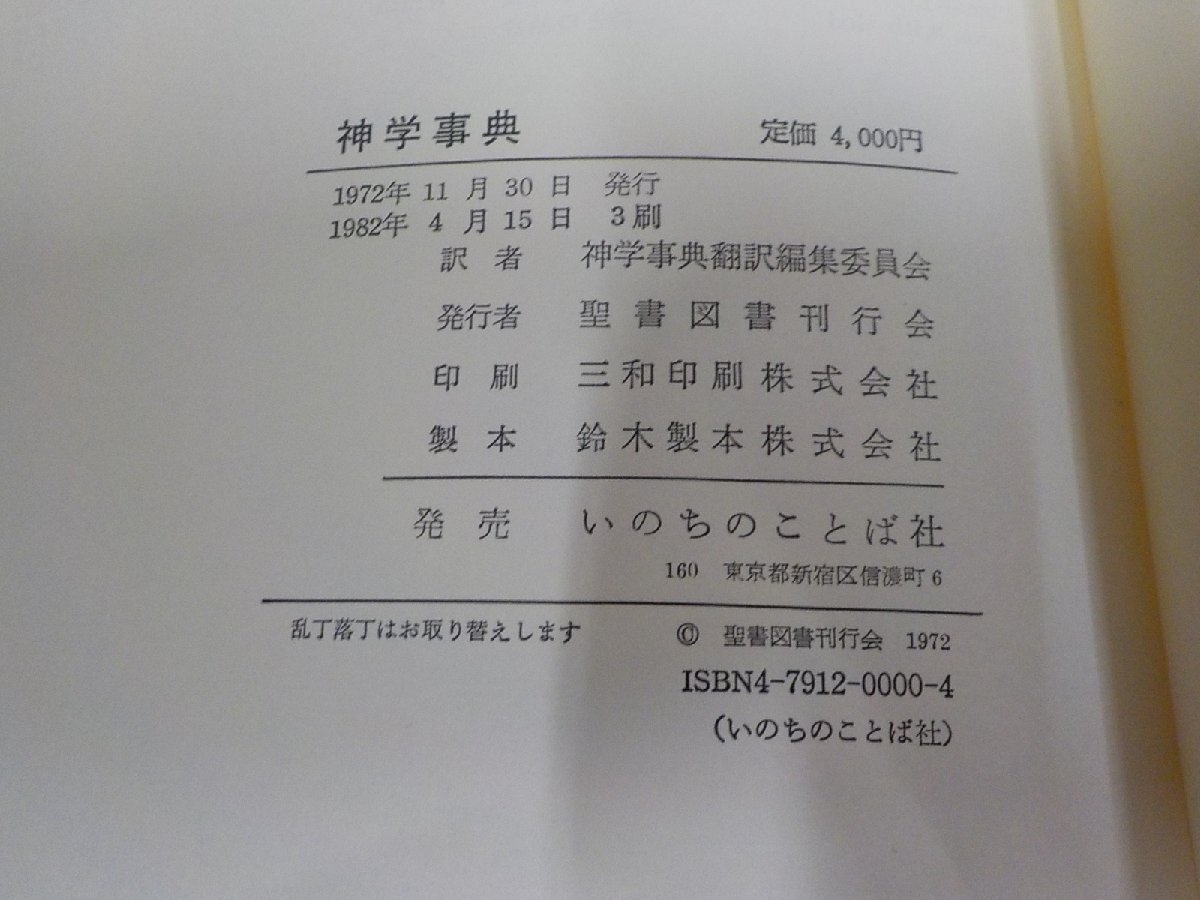 神学事典 定価 4,000円
1972年 11 月 30 日 発行
1982年 4 月 15 日 3刷
訳者 神学事典翻訳編集委員会
発行者 聖書図書刊行会
印刷 三和印刷株式会社
製本 鈴木製本株式会社
発売 いのちのことば社
160 東京都新宿区信濃町6
乱丁落丁はお取り替えします © 聖書図書刊行会 1972
ISBN4-7912-0000-4
(いのちのことば社)